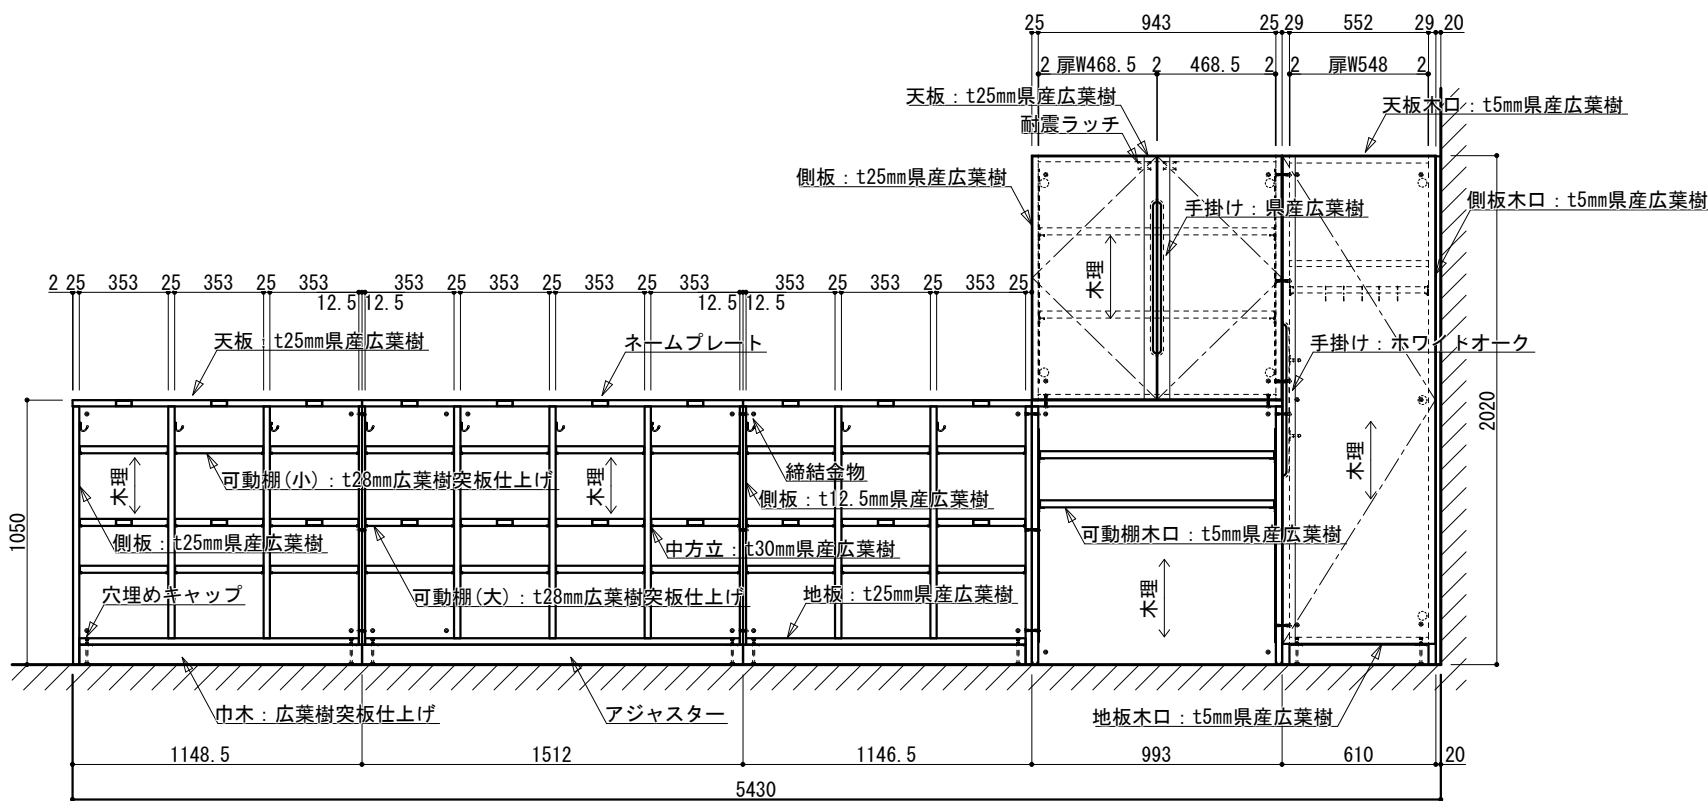 25 943 25 29 552 29 20
2 扉W468.5 2 468.5 2 2 扉W548 2
天板：t25mm県産広葉樹
天板木口：t5mm県産広葉樹
耐震ラッチ
側板：t25mm県産広葉樹
側板木口：t5mm県産広葉樹
手掛け：県産広葉樹
木理
2 25 353 25 353 25 353 353 25 353 25 353 25 353 353 25 353 25 353 25
12.5 12.5 12.5 12.5
天板：t25mm県産広葉樹
ネームプレート
手掛け：ホワイトオーク
2020
木理
木理
木理
可動棚(小)：t28mm広葉樹突板仕上げ
締結金物
側板：t12.5mm県産広葉樹
1050
側板：t25mm県産広葉樹
中方立：t30mm県産広葉樹
可動棚木口：t5mm県産広葉樹
穴埋めキャップ
可動棚(大)：t28mm広葉樹突板仕上げ
地板：t25mm県産広葉樹
木理
巾木：広葉樹突板仕上げ
アジャスター
地板木口：t5mm県産広葉樹
1148.5 1512 1146.5 993 610 20
5430